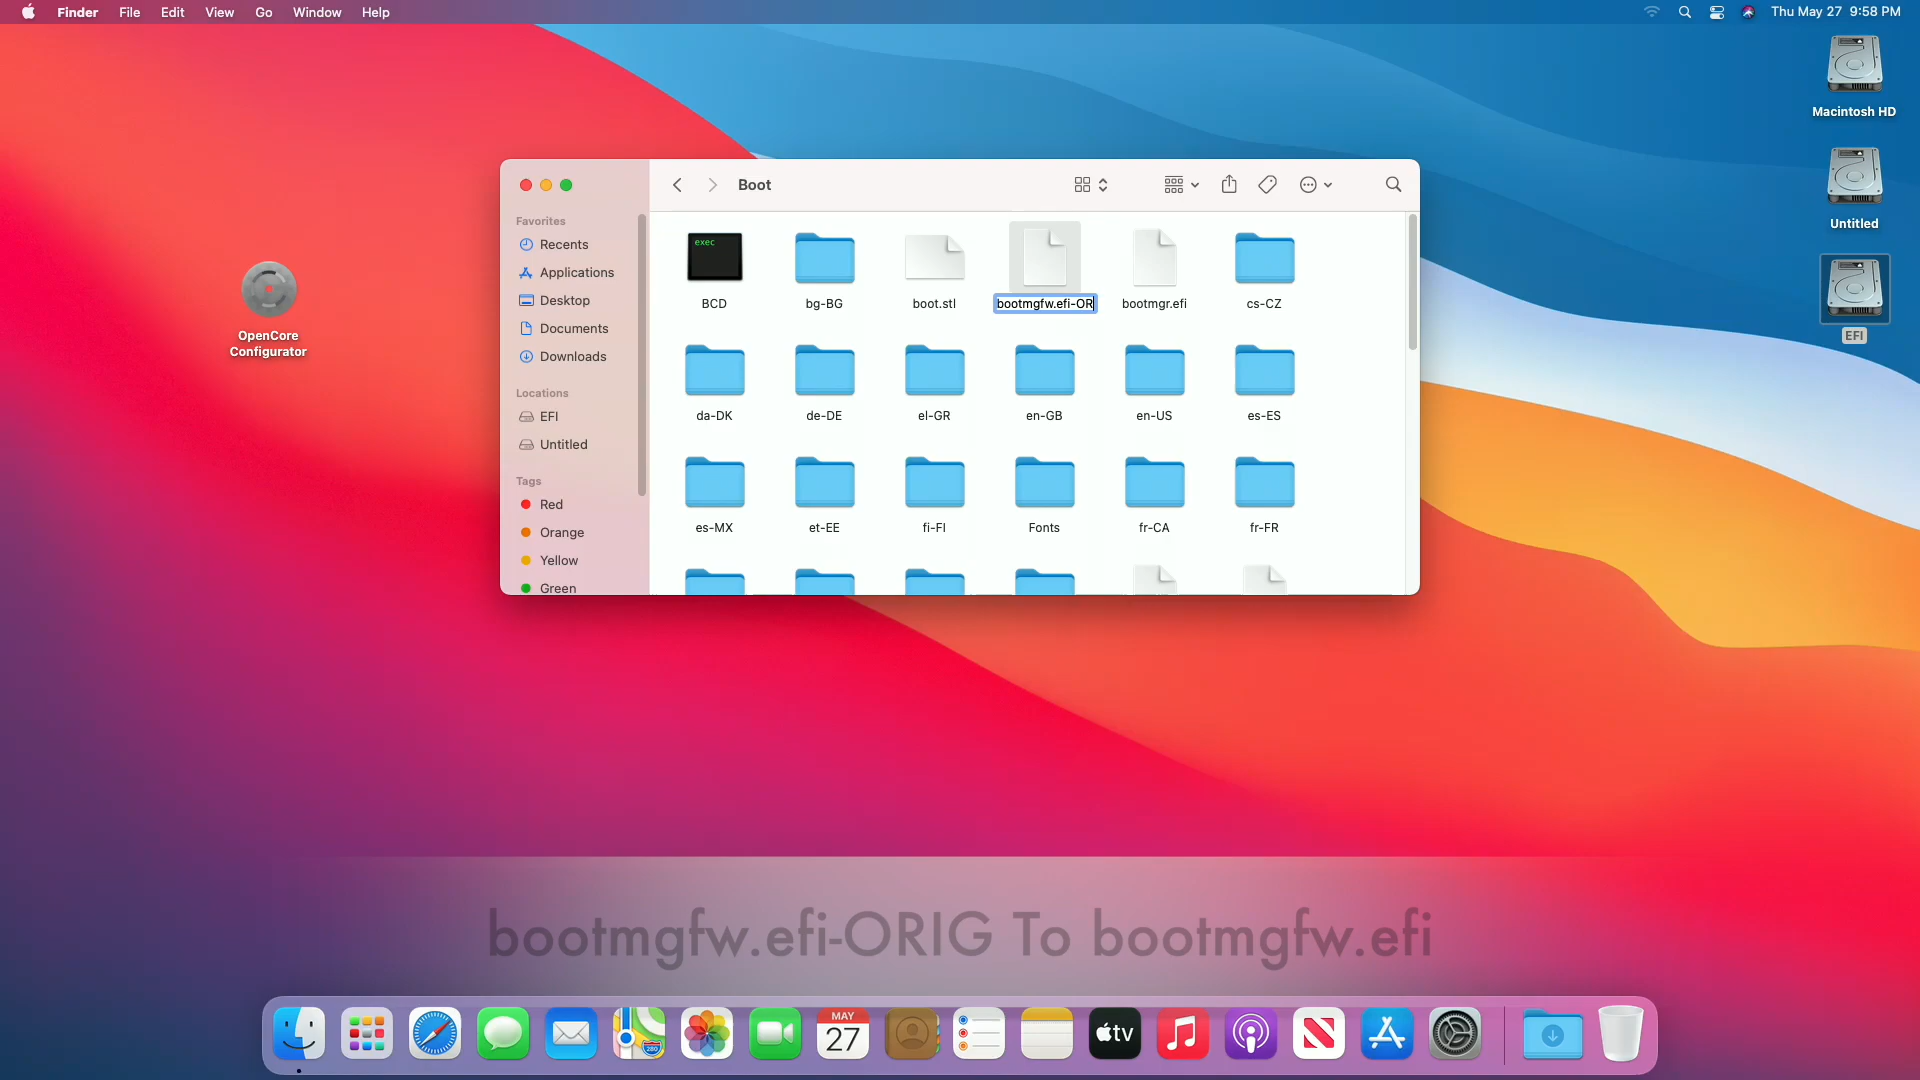 Finder File Edit View Go Window Help
Thu May 27 9:58 PM
Macintosh HD
Untitled
EFI
OpenCore
Configurator
Boot
Favorites
Recents
Applications
Desktop
Documents
Downloads
Locations
EFI
Untitled
Tags
Red
Orange
Yellow
Green
exec
BCD bg-BG boot.stl bootmgfw.efi-OR bootmgr.efi cs-CZ
da-DK de-DE el-GR en-GB en-US es-ES
es-MX et-EE fi-FI Fonts fr-CA fr-FR
bootmgfw.efi-ORIG To bootmgfw.efi
280
MAY
27
tv